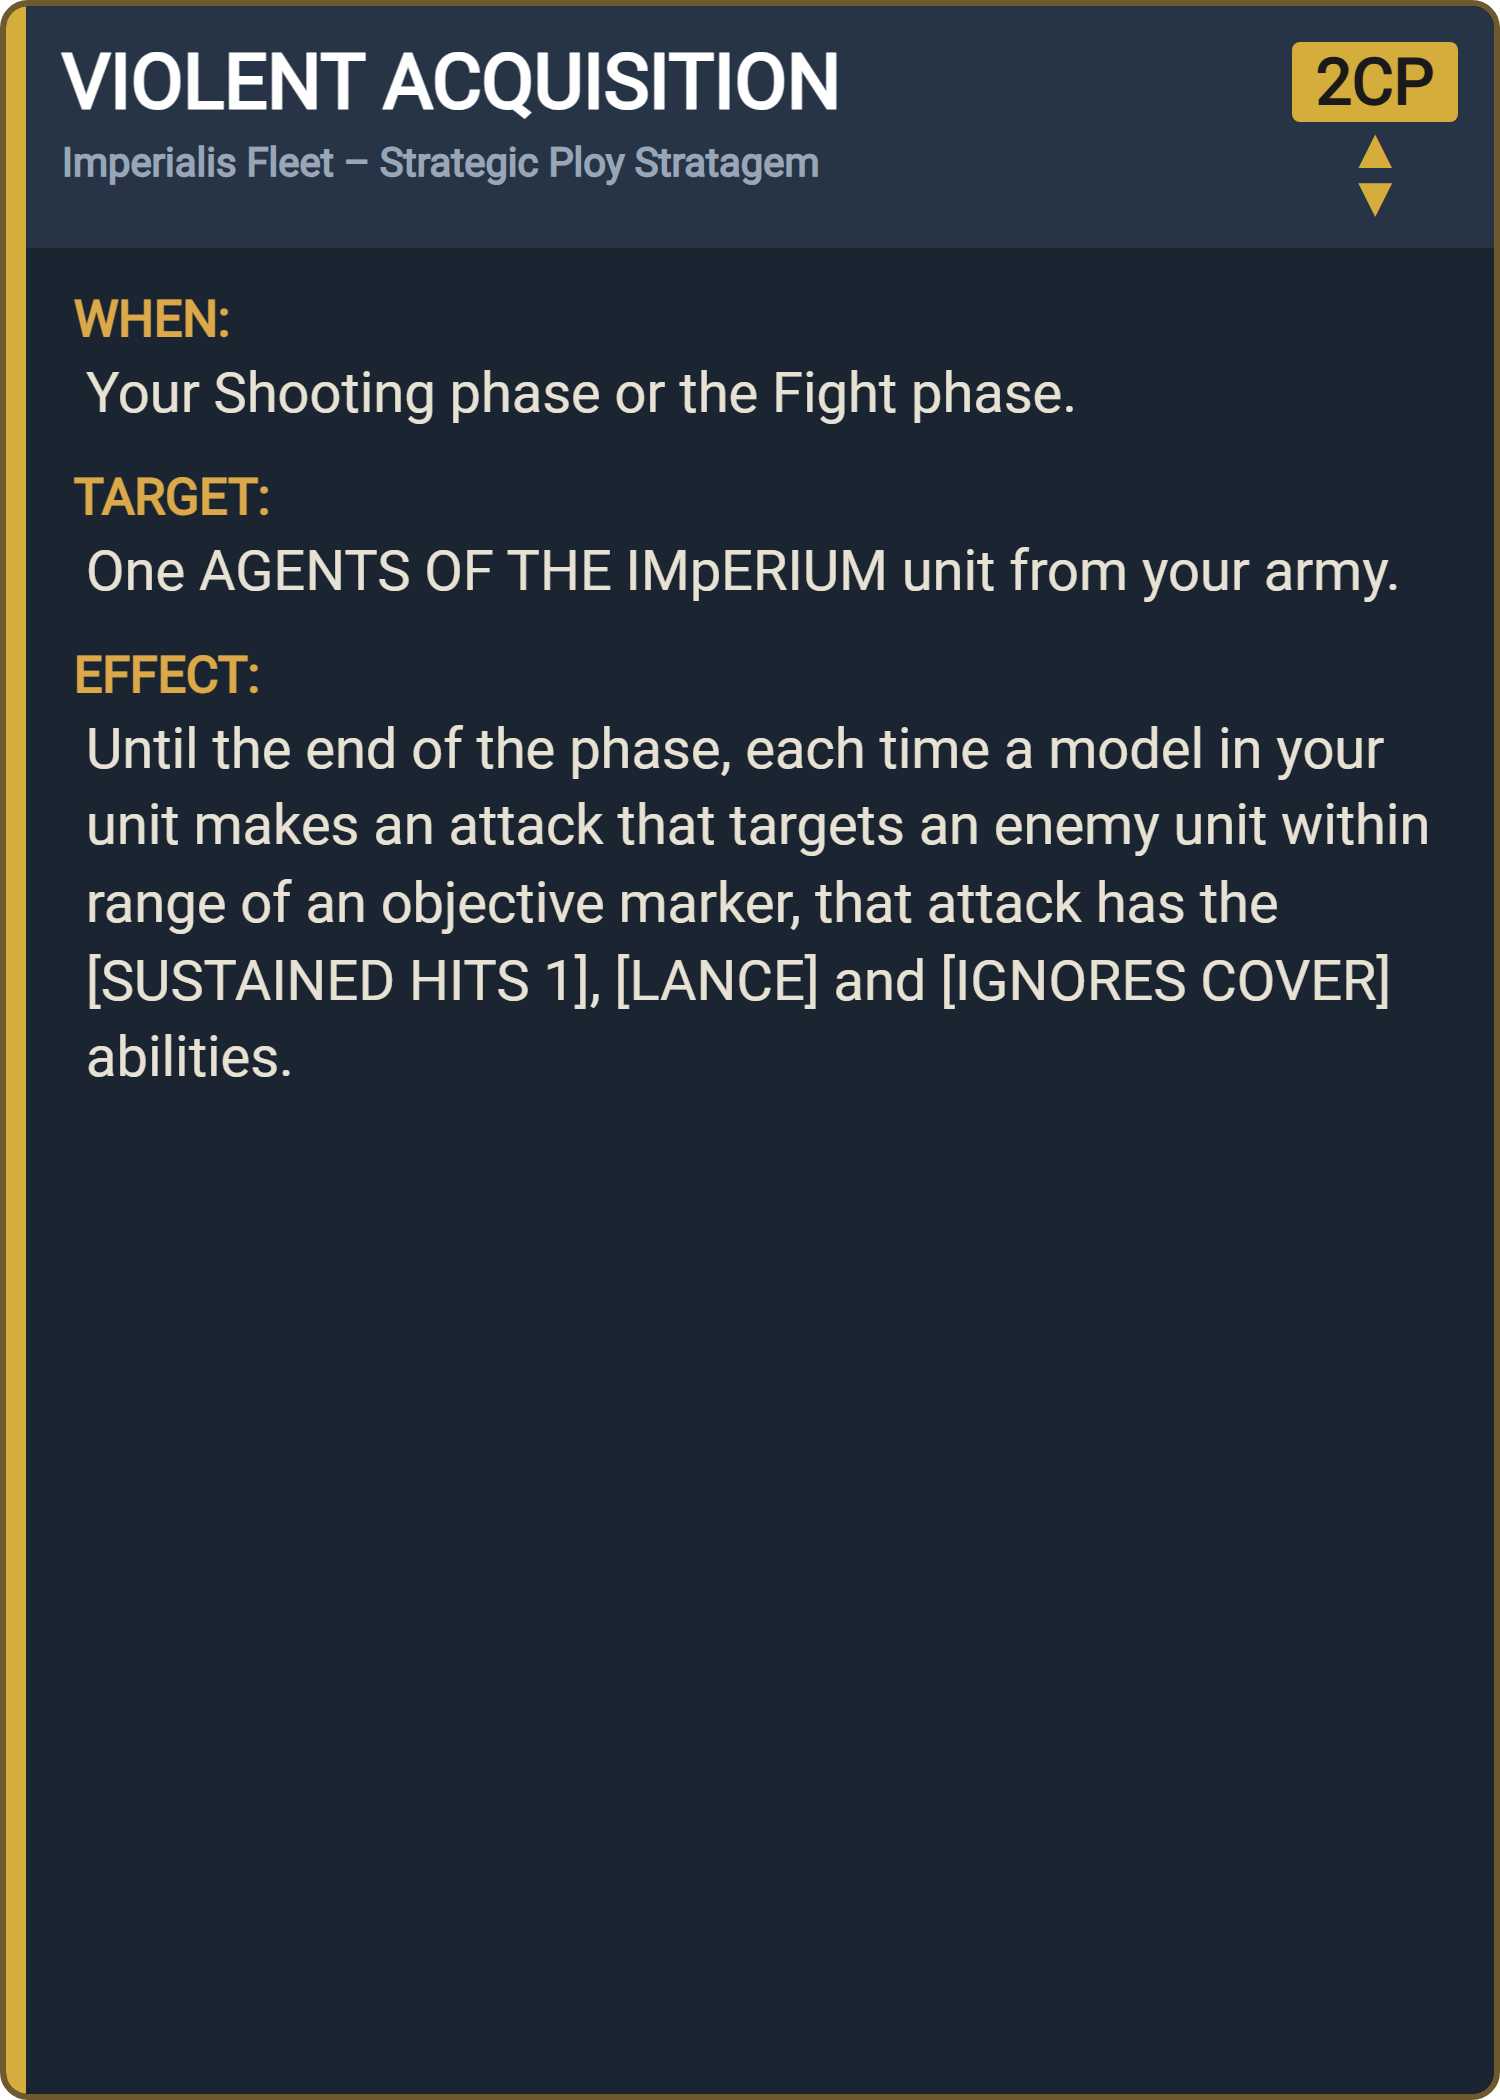 VIOLENT ACQUISITION
2CP
Imperialis Fleet – Strategic Ploy Stratagem
▲
▼
WHEN:
Your Shooting phase or the Fight phase.
TARGET:
One AGENTS OF THE IMpERIUM unit from your army.
EFFECT:
Until the end of the phase, each time a model in your
unit makes an attack that targets an enemy unit within
range of an objective marker, that attack has the
[SUSTAINED HITS 1], [LANCE] and [IGNORES COVER]
abilities.